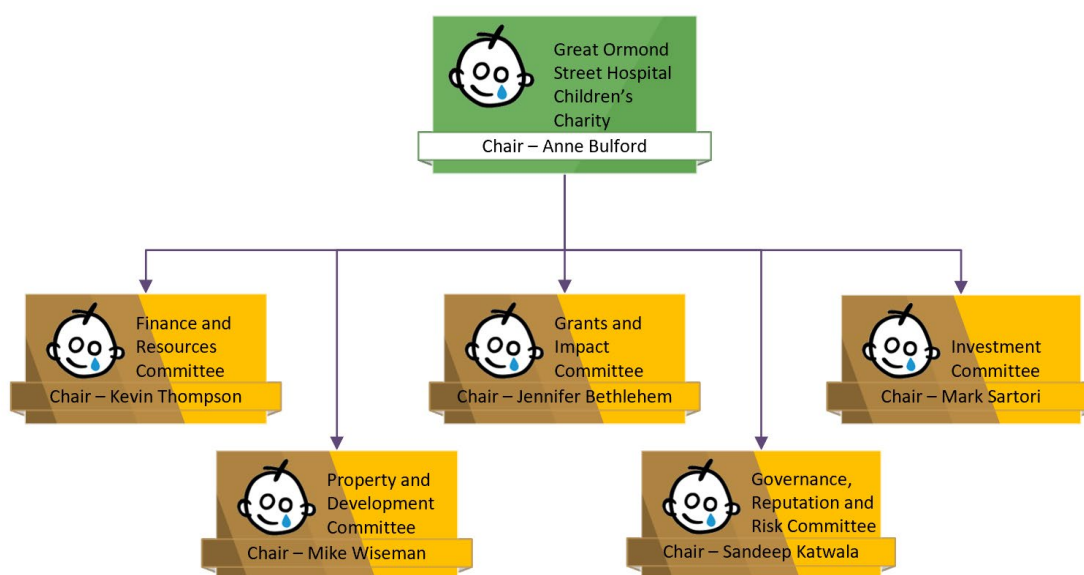 Great Ormond
Street Hospital
Children's
Charity
Chair – Anne Bulford
Finance and
Resources
Committee
Chair – Kevin Thompson
Grants and
Impact
Committee
Chair – Jennifer Bethlehem
Investment
Committee
Chair – Mark Sartori
Property and
Development
Committee
Chair – Mike Wiseman
Governance,
Reputation and
Risk Committee
Chair – Sandeep Katwala